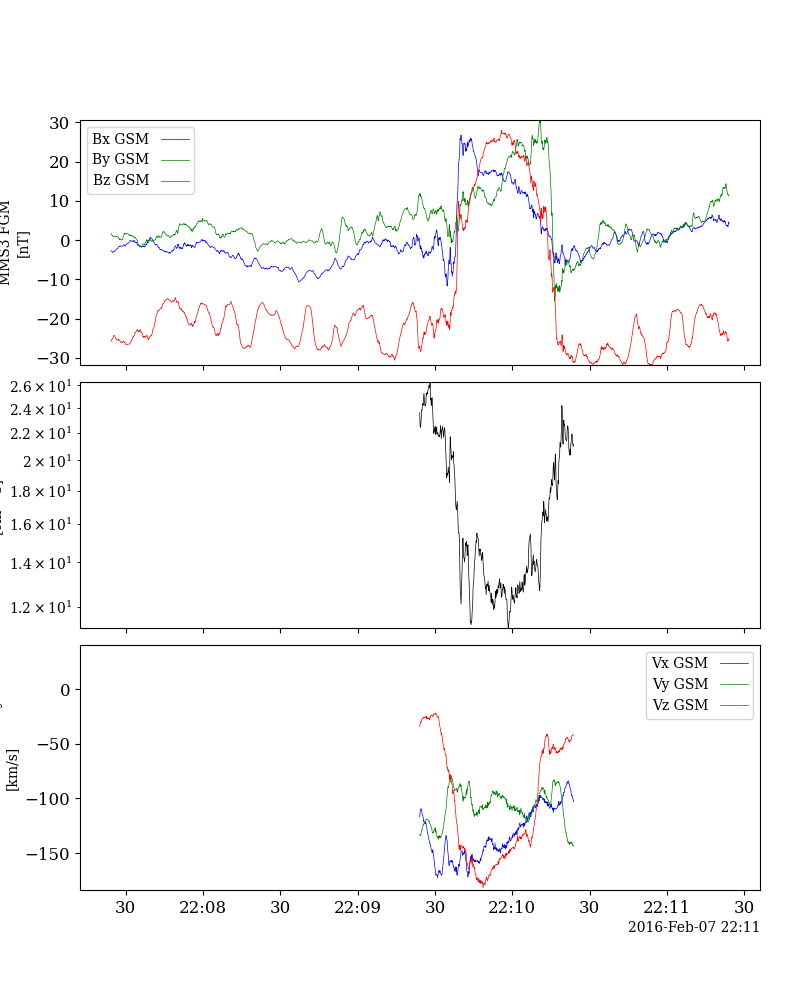 30
20
10
0
−10
−20
−30
MMS3 FGM
[nT]
Bx GSM
By GSM
Bz GSM
2.6 × 10¹
2.4 × 10¹
2.2 × 10¹
2 × 10¹
1.8 × 10¹
1.6 × 10¹
1.4 × 10¹
1.2 × 10¹
0
−50
−100
−150
[km/s]
Vx GSM
Vy GSM
Vz GSM
30 22:08 30 22:09 30 22:10 30 22:11 30
2016-Feb-07 22:11